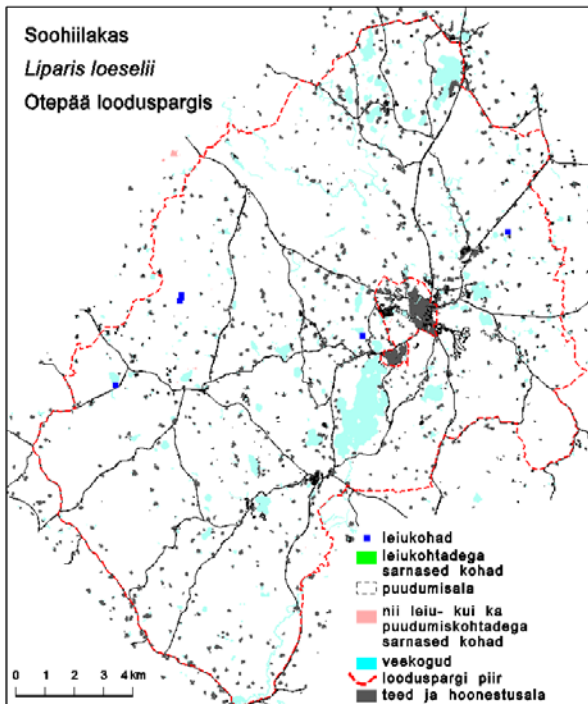 Soohiilakas
Liparis loeselii
Otepää looduspargis
leiukohad
leiukohtadega
sarnased kohad
puudumisala
nii leiu- kui ka
puudumiskohtadega
sarnased kohad
veekogud
looduspargi piir
teed ja hoonestusala
0 1 2 3 4 km